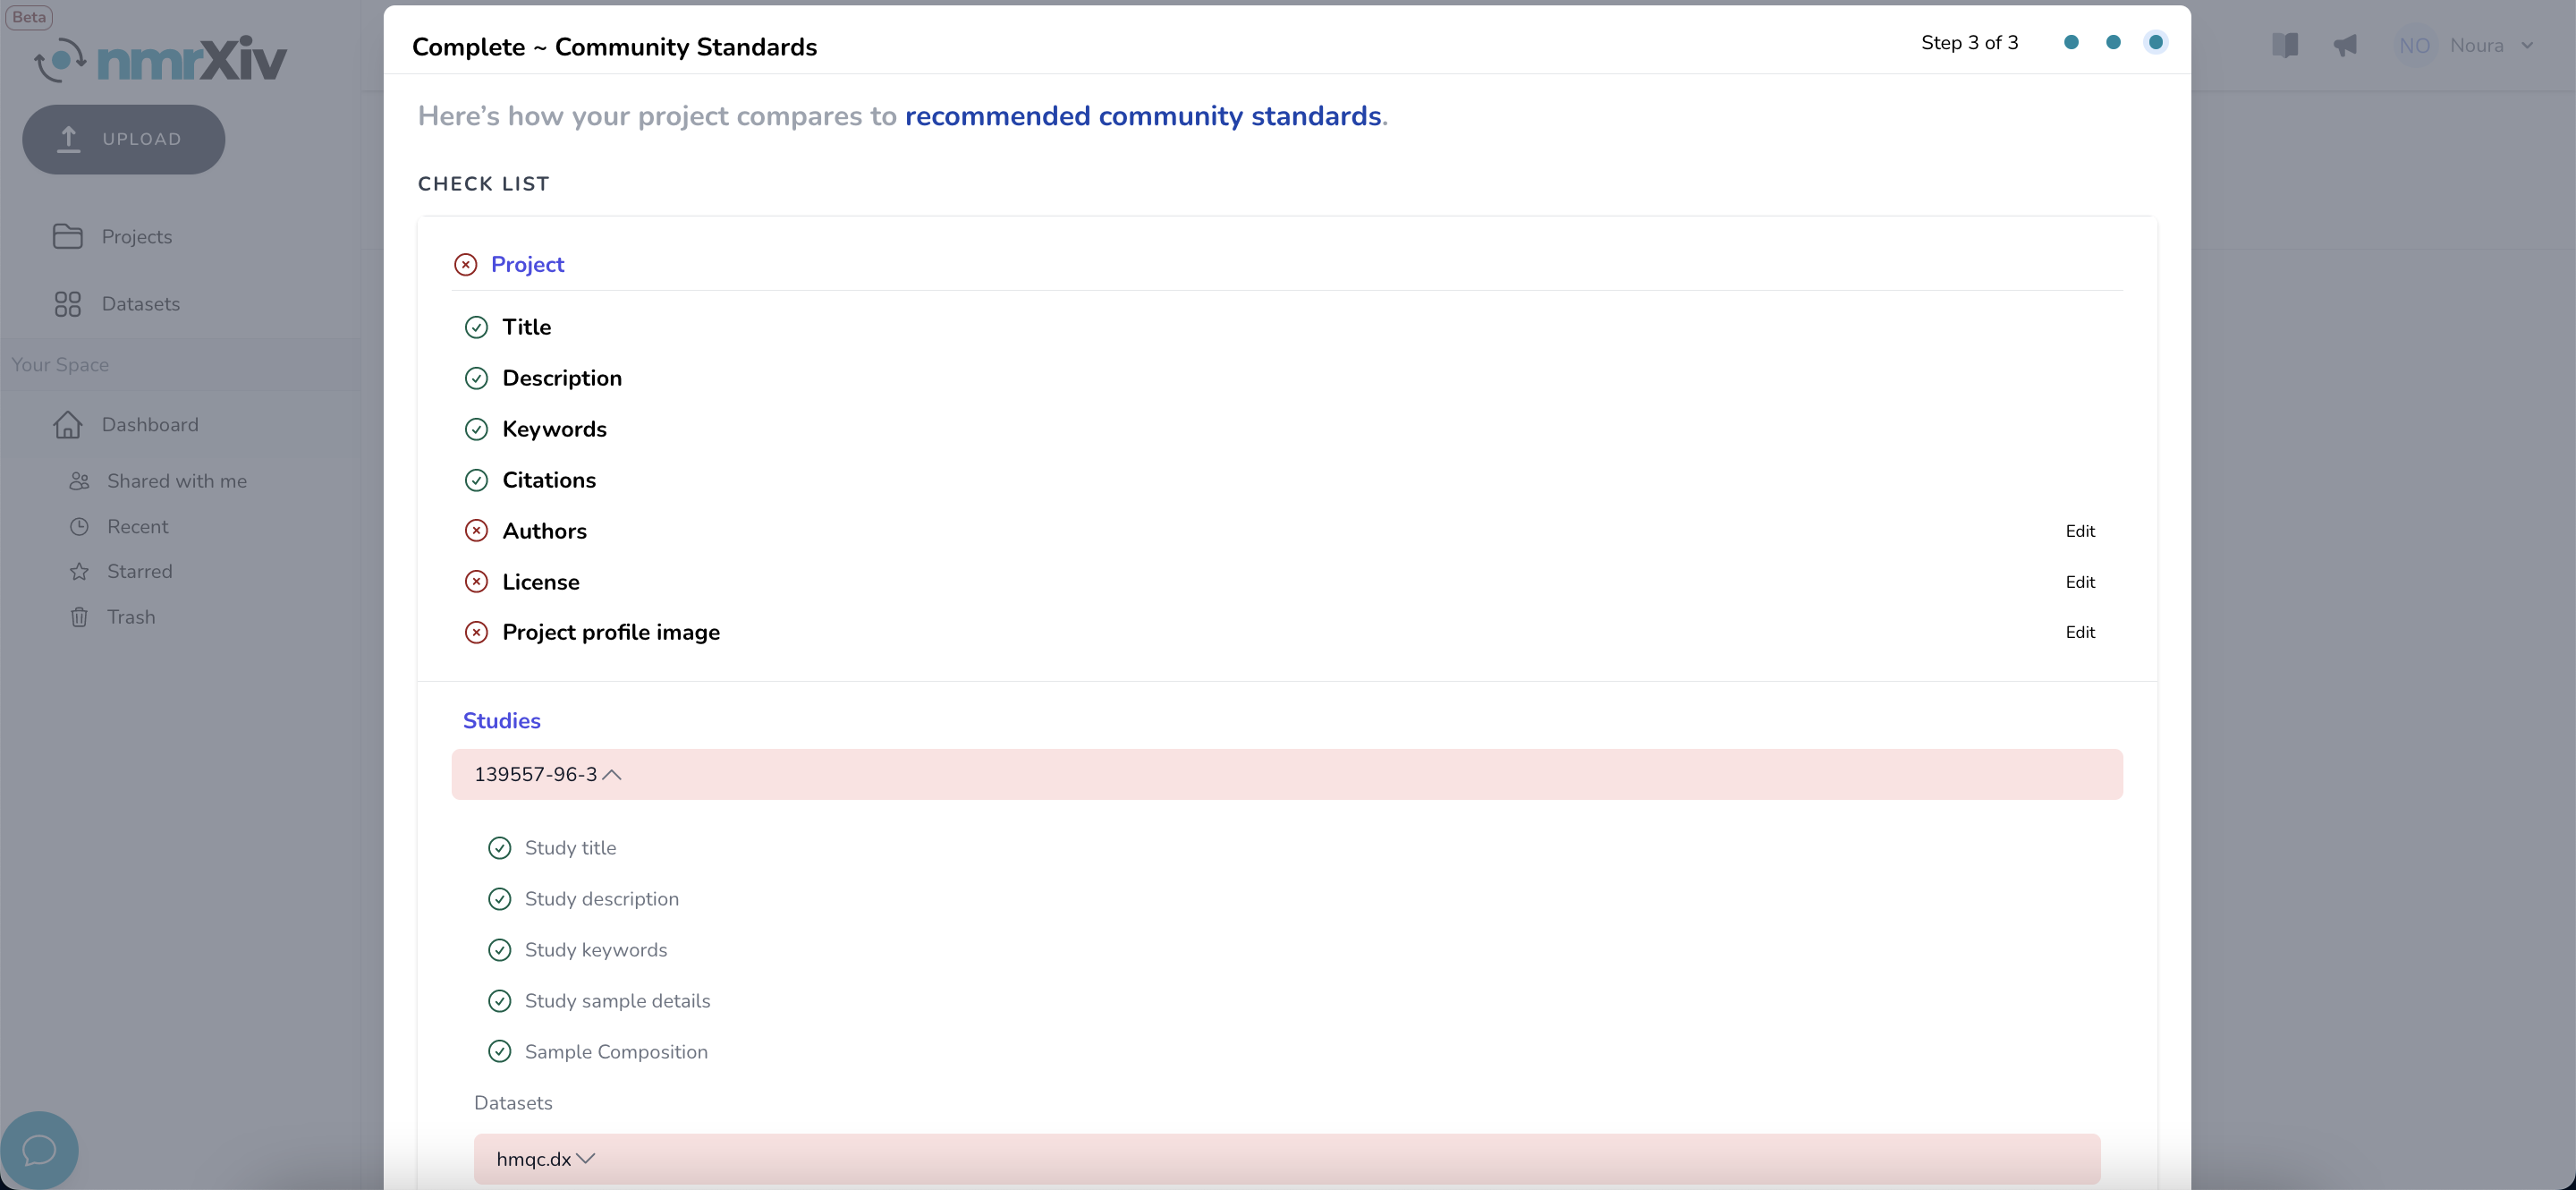 Beta
nmrXiv
UPLOAD
Projects
Datasets
Your Space
Dashboard
Shared with me
Recent
Starred
Trash
Complete ~ Community Standards
Step 3 of 3
NO Noura
Here’s how your project compares to recommended community standards.
CHECK LIST
Project
Title
Description
Keywords
Citations
Authors Edit
License Edit
Project profile image Edit
Studies
139557-96-3
Study title
Study description
Study keywords
Study sample details
Sample Composition
Datasets
hmqc.dx